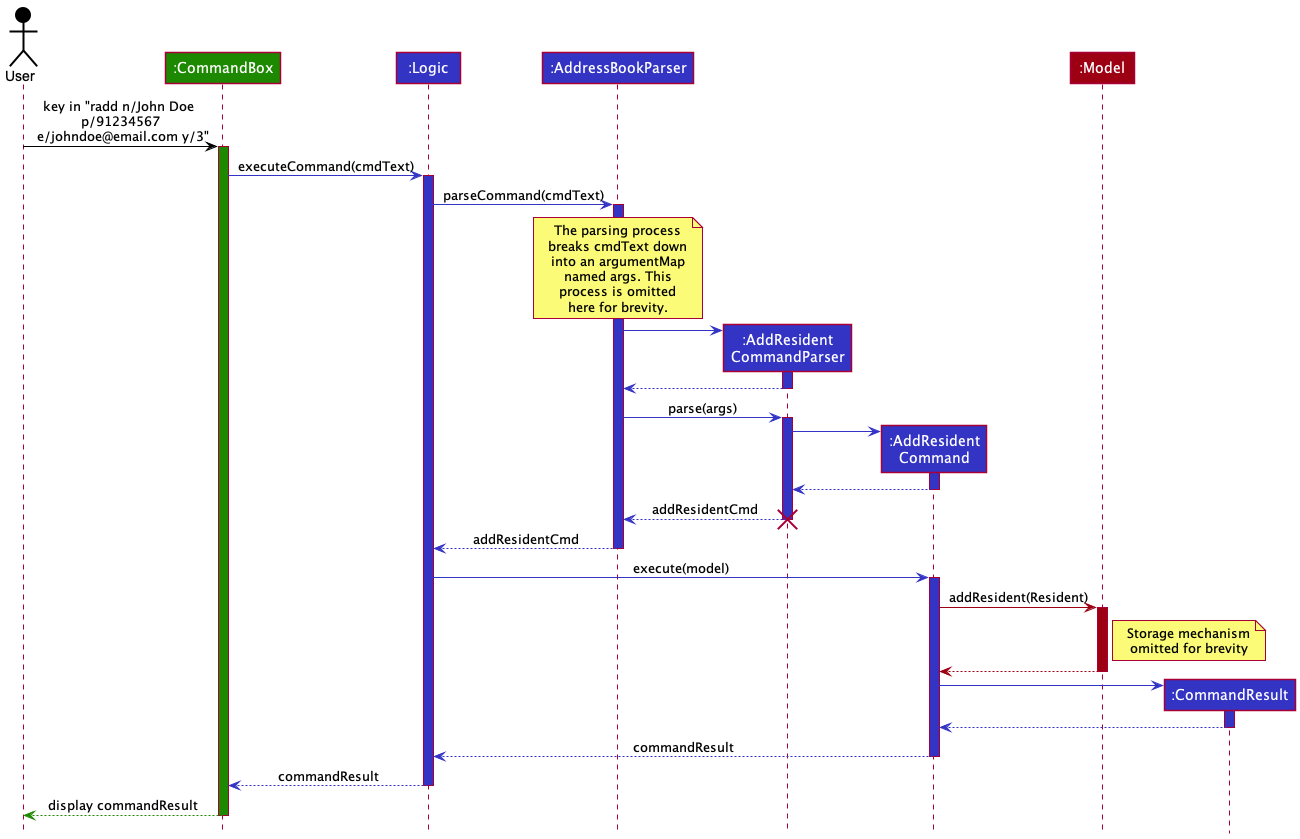 User
:CommandBox
:Logic
:AddressBookParser
:Model
key in "radd n/John Doe
p/91234567
e/johndoe@email.com y/3"
executeCommand(cmdText)
parseCommand(cmdText)
The parsing process
breaks cmdText down
into an argumentMap
named args. This
process is omitted
here for brevity.
:AddResident
CommandParser
parse(args)
:AddResident
Command
addResidentCmd
addResidentCmd
execute(model)
addResident(Resident)
Storage mechanism
omitted for brevity
:CommandResult
commandResult
commandResult
display commandResult